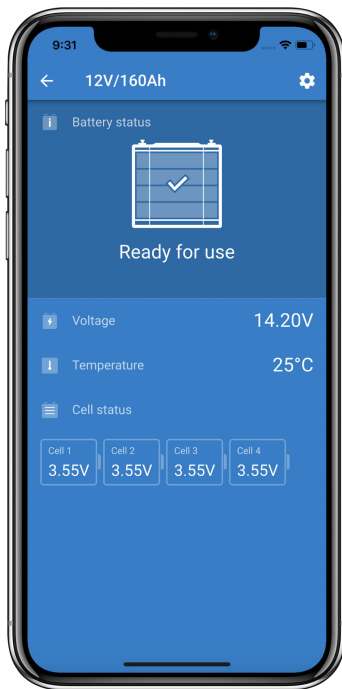 9:31
12V/160Ah
Battery status
Ready for use
Voltage 14.20V
Temperature 25°C
Cell status
Cell 1 Cell 2 Cell 3 Cell 4
3.55V 3.55V 3.55V 3.55V